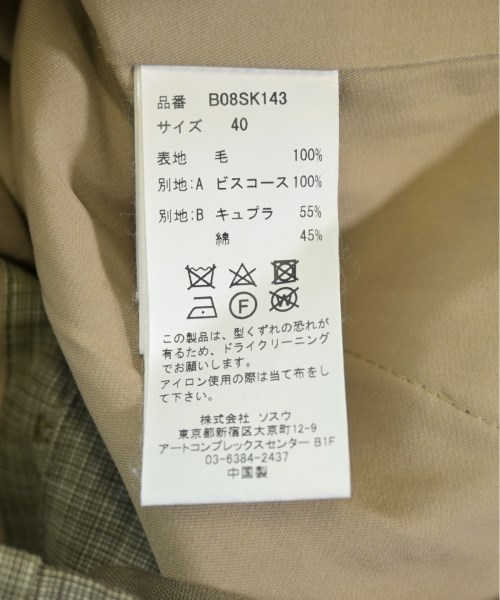 品番 B08SK143
サイズ 40
表地 毛 100%
別地:A ビスコース100%
別地:B キュプラ 55%
綿 45%
F W
この製品は、型くずれの恐れが
有るため、ドライクリーニング
でお願いします。
アイロン使用の際は当て布をし
て下さい。
株式会社 ソスウ
東京都新宿区大京町12-9
アートコンプレックスセンター B1F
03-6384-2437
中国製